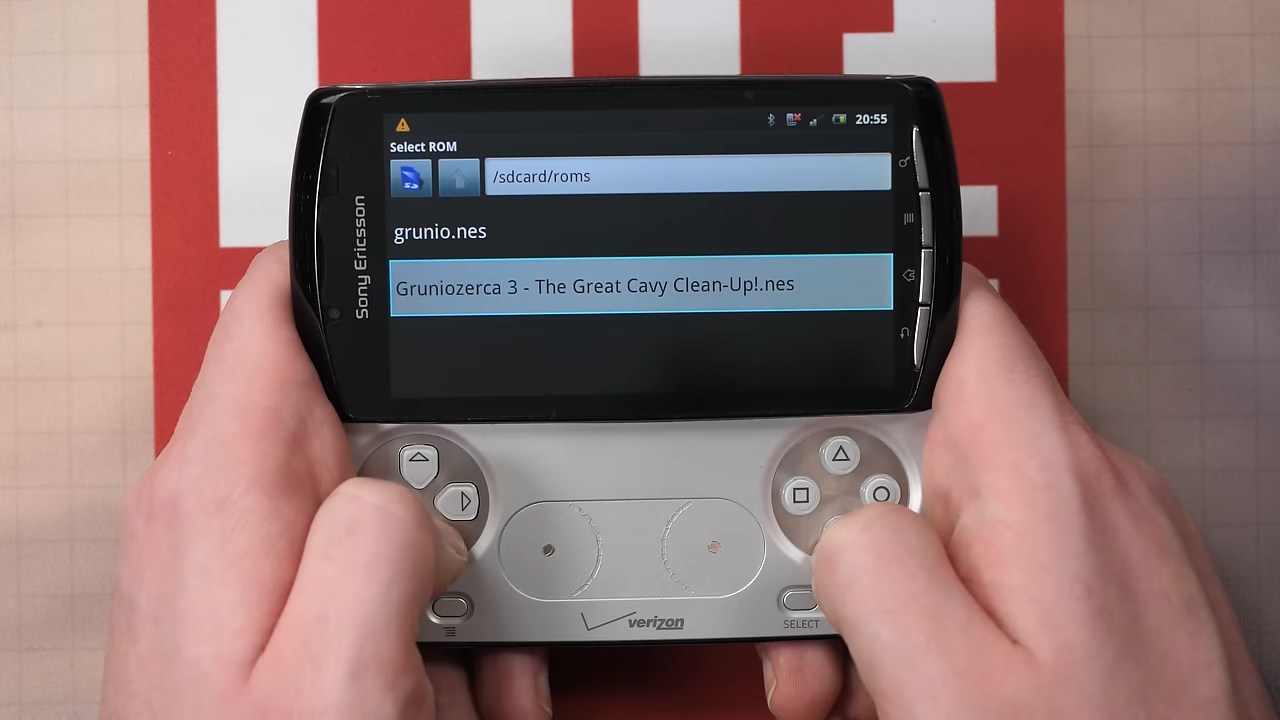 20:55
Select ROM
/sdcard/roms
grunio.nes
Gruniozerca 3 - The Great Cavy Clean-Up!.nes
Sony Ericsson
verizon
SELECT